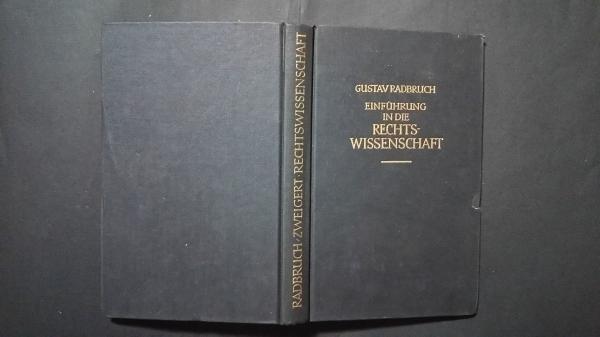 RADBRUCH · ZWEIGERT · RECHTSWISSENSCHAFT
GUSTAV RADBRUCH
EINFÜHRUNG
IN DIE
RECHTS-
WISSENSCHAFT